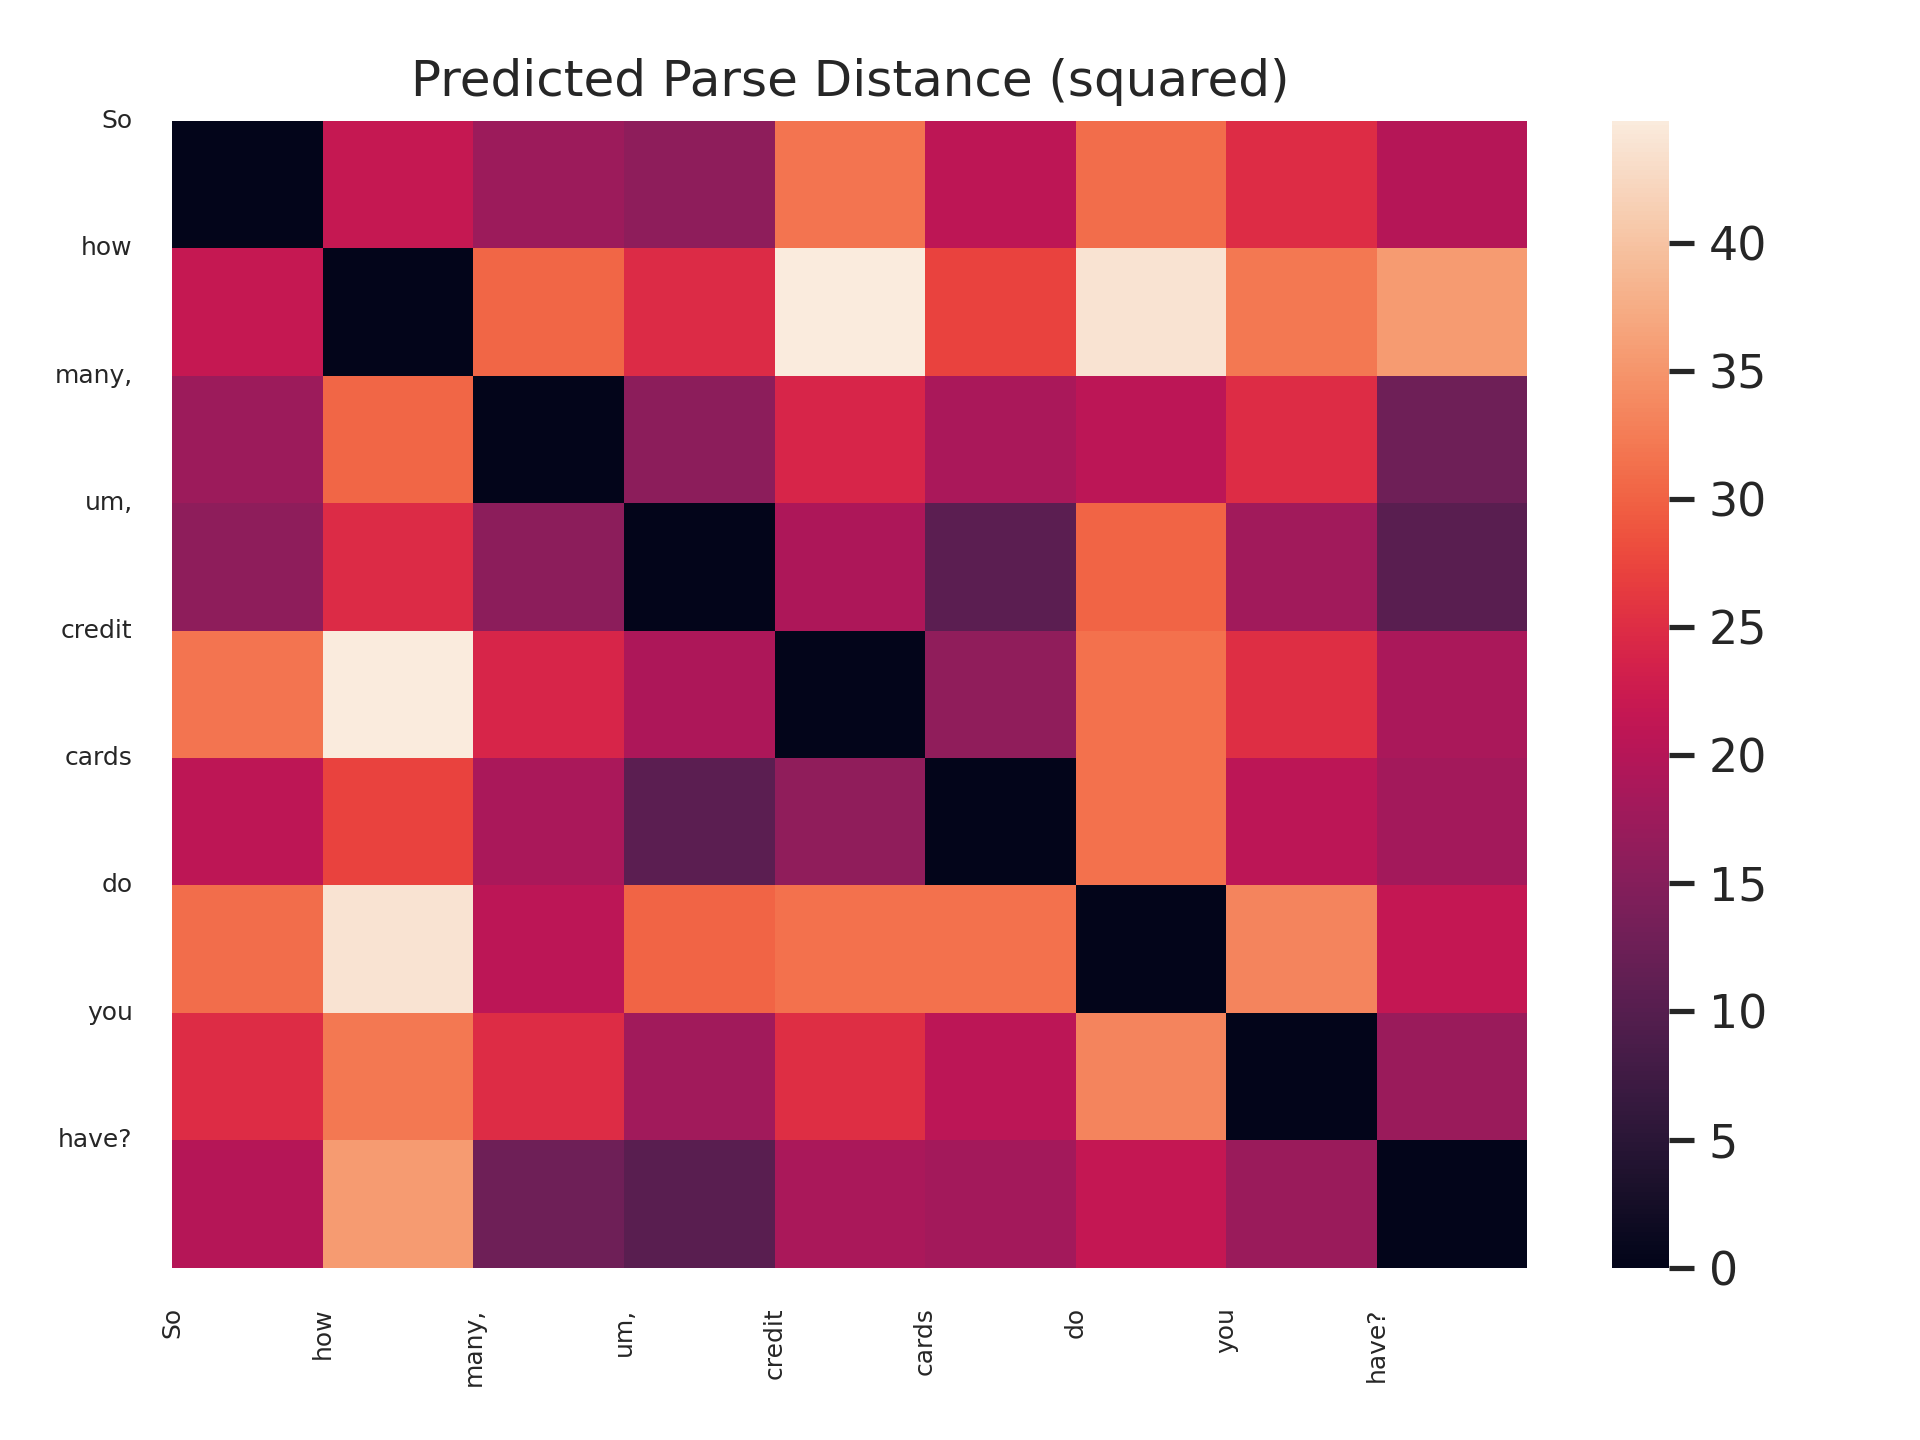 Predicted Parse Distance (squared)
So
how
many,
um,
credit
cards
do
you
have?
So
how
many,
um,
credit
cards
do
you
have?
40
35
30
25
20
15
10
5
0